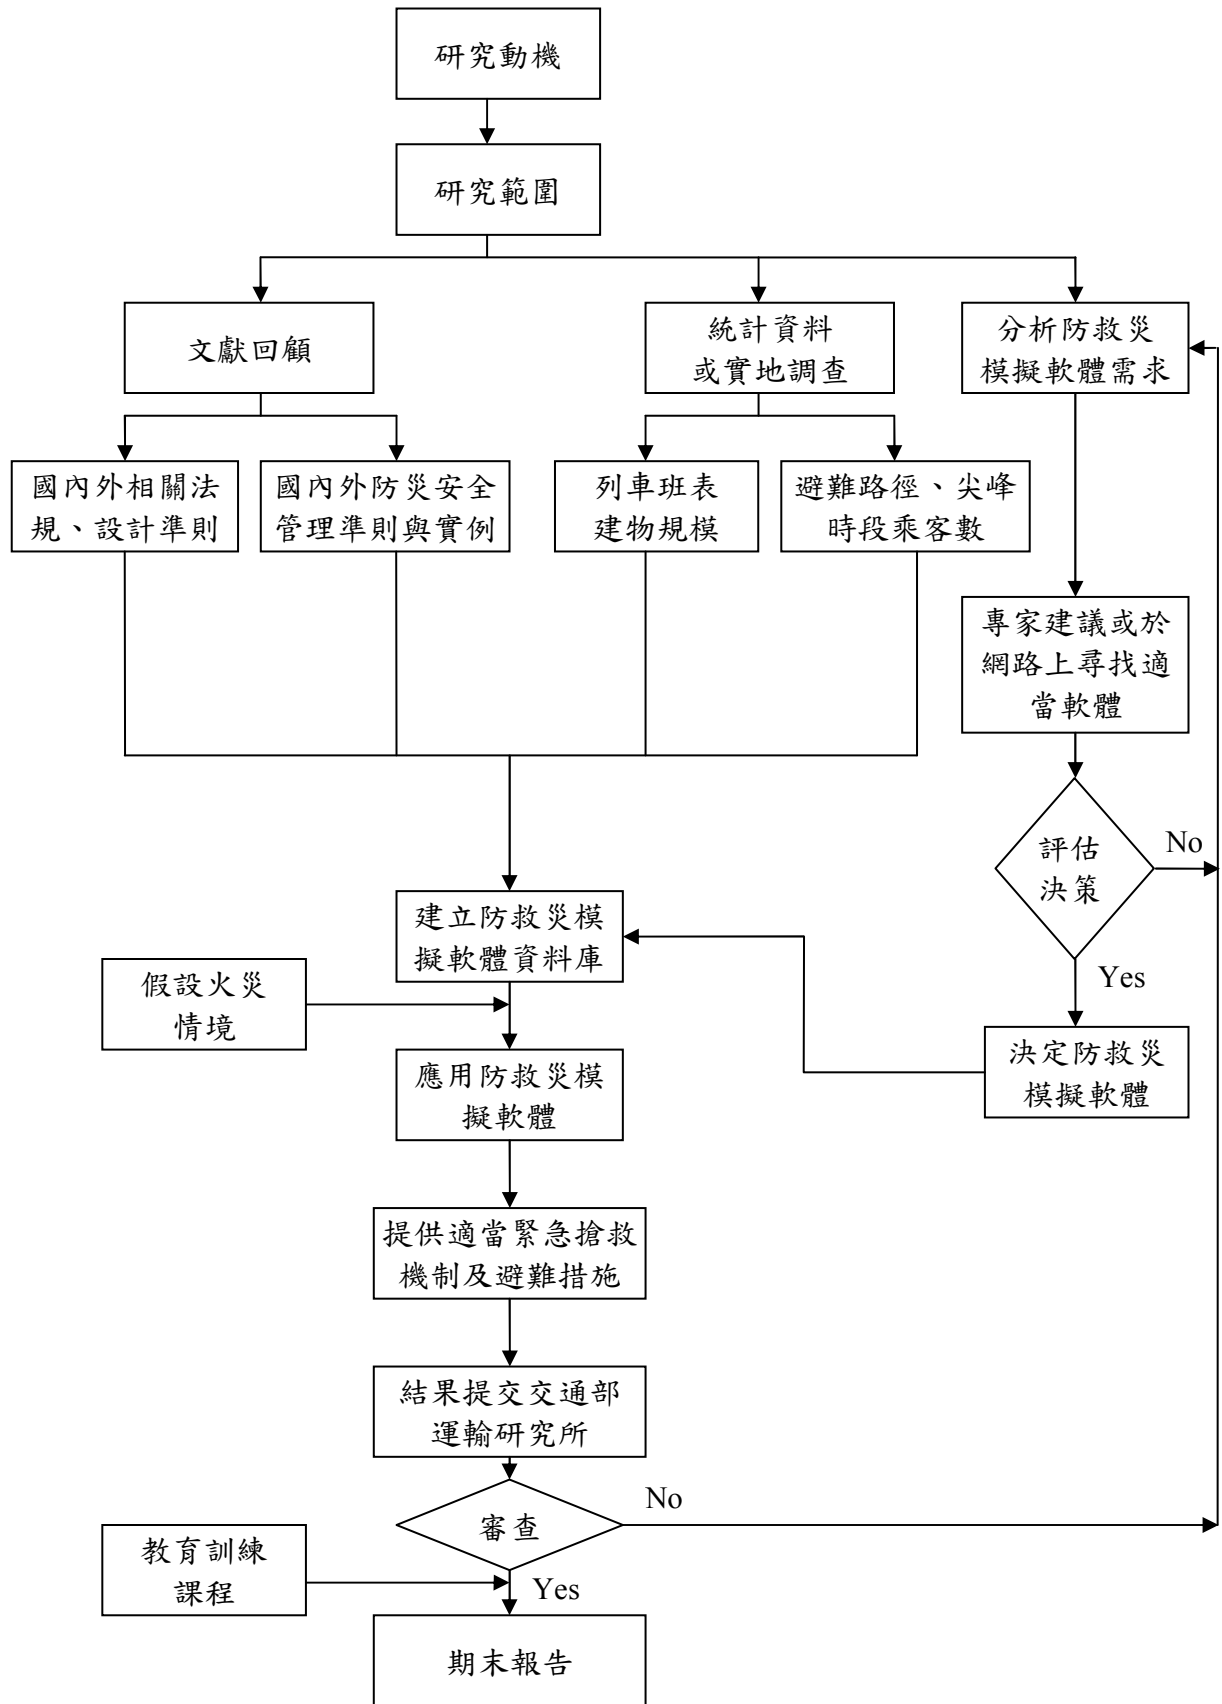 研究動機
研究範圍
文獻回顧
統計資料
或實地調查
分析防救災
模擬軟體需求
國內外相關法
規、設計準則
國內外防災安全
管理準則與實例
列車班表
建物規模
避難路徑、尖峰
時段乘客數
專家建議或於
網路上尋找適
當軟體
評估
決策
No
Yes
建立防救災模
擬軟體資料庫
假設火災
情境
決定防救災
模擬軟體
應用防救災模
擬軟體
提供適當緊急搶救
機制及避難措施
結果提交交通部
運輸研究所
審查
No
教育訓練
課程
Yes
期末報告